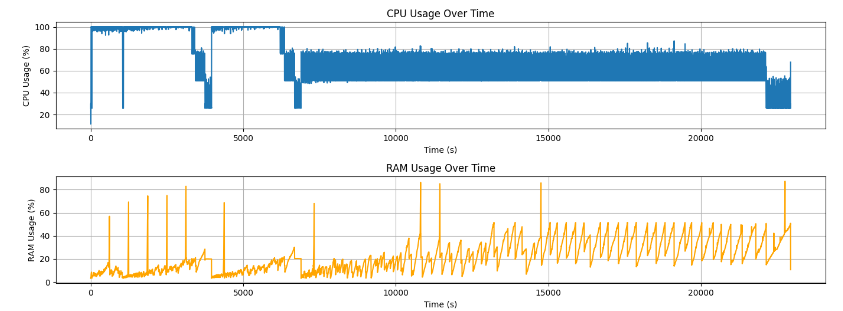 CPU Usage Over Time
100
80
60
40
20
CPU Usage (%)
0 5000 10000 15000 20000
Time (s)
RAM Usage Over Time
80
60
40
20
0
RAM Usage (%)
0 5000 10000 15000 20000
Time (s)